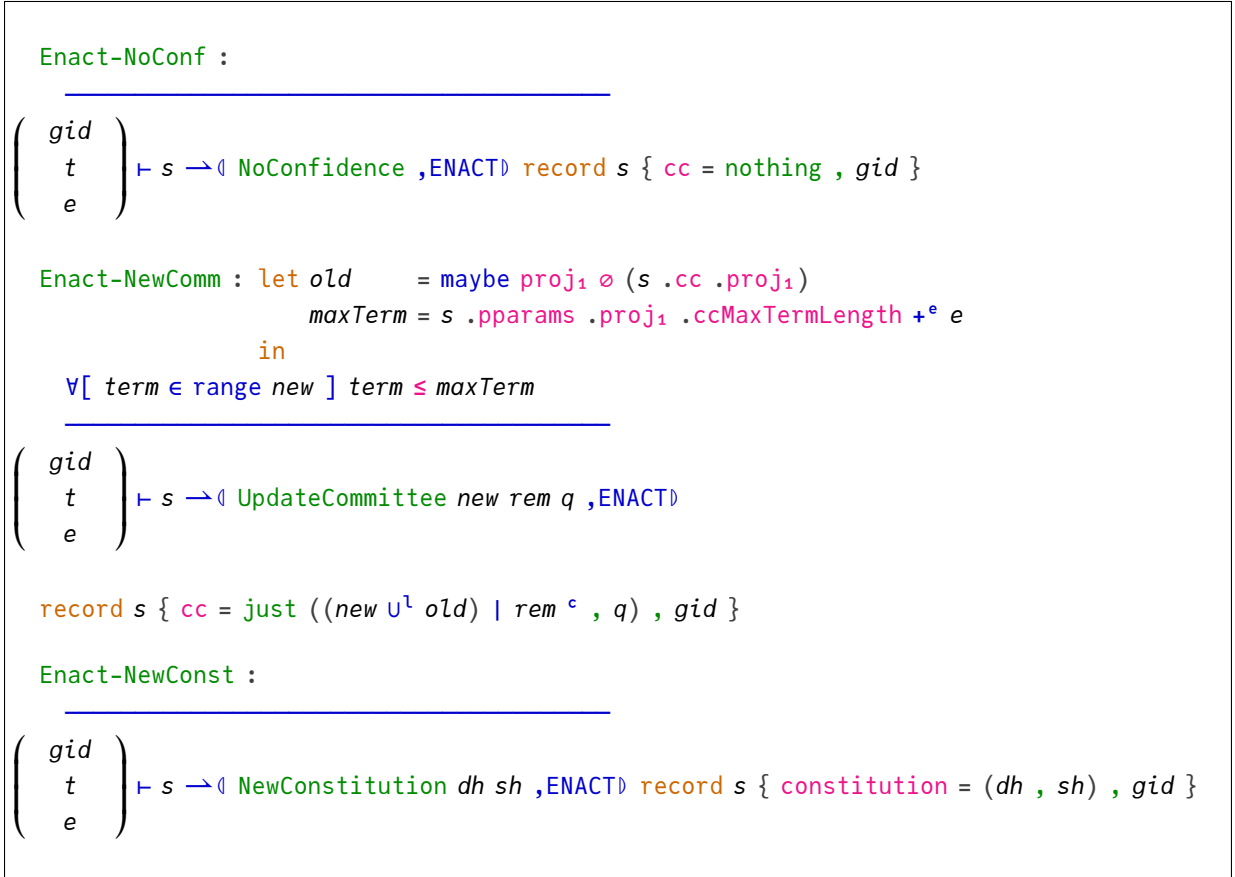 Enact-NoConf :
gid
t
e
⊢ s ⇀⦇ NoConfidence ,ENACT⦈ record s { cc = nothing , gid }
Enact-NewComm : let old = maybe proj₁ ∅ (s .cc .proj₁)
maxTerm = s .pparams .proj₁ .ccMaxTermLength +ᵉ e
in
∀[ term ∈ range new ] term ≤ maxTerm
gid
t
e
⊢ s ⇀⦇ UpdateCommittee new rem q ,ENACT⦈
record s { cc = just ((new ∪ˡ old) ∣ rem ᶜ , q) , gid }
Enact-NewConst :
gid
t
e
⊢ s ⇀⦇ NewConstitution dh sh ,ENACT⦈ record s { constitution = (dh , sh) , gid }